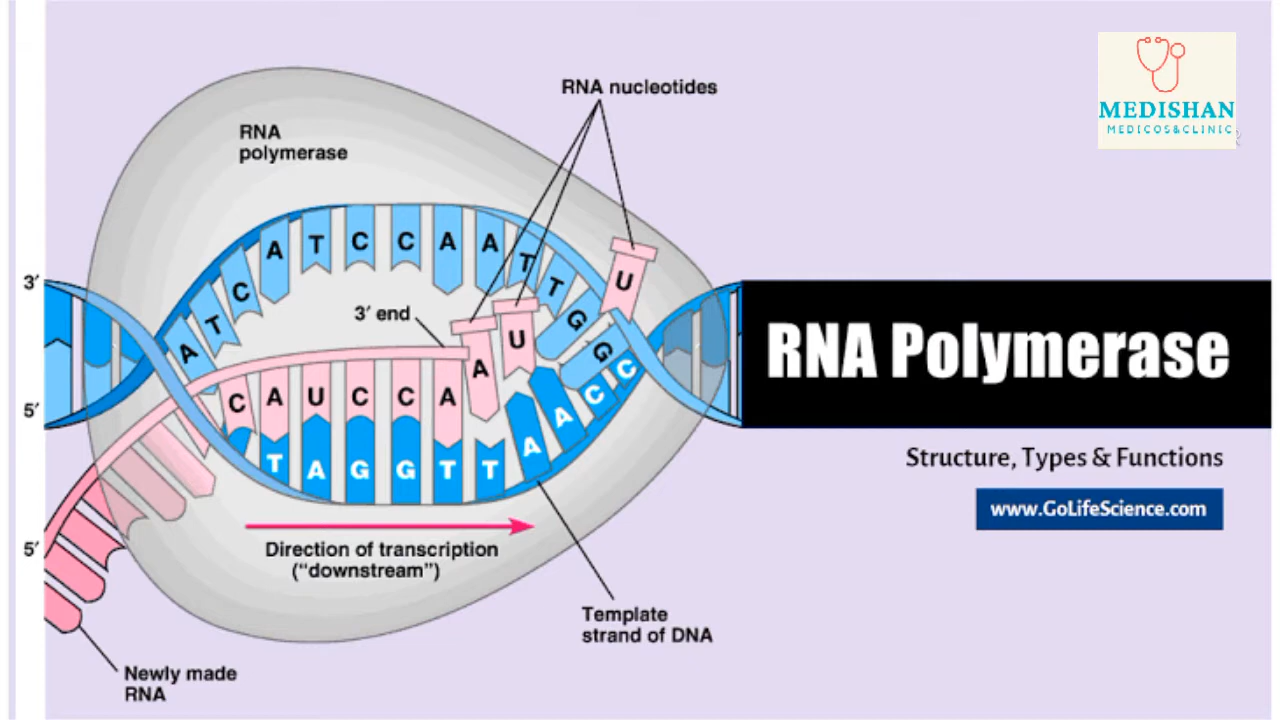 RNA nucleotides
MEDISHAN
MEDICOS&CLINIC
RNA
polymerase
A T C A T C C A A T T G G
U
3′
3′ end
A U
RNA Polymerase
5′
C A U C C A
T A G G T T A A C C
Structure, Types & Functions
www.GoLifeScience.com
5′
Direction of transcription
("downstream")
Template
strand of DNA
Newly made
RNA